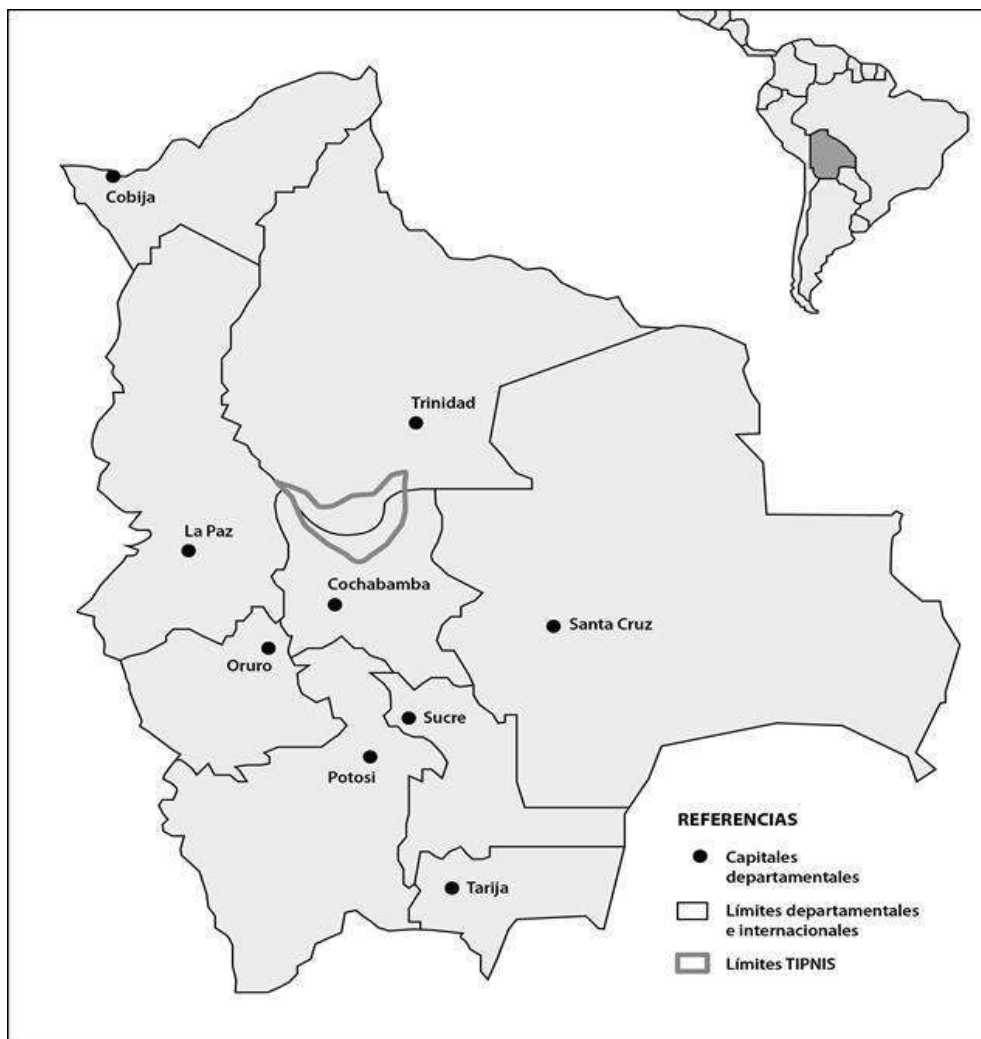 Cobija
Trinidad
La Paz
Cochabamba
Santa Cruz
Oruro
Sucre
Potosi
REFERENCIAS
Capitales
departamentales
Tarija
Límites departamentales
e internacionales
Límites TIPNIS